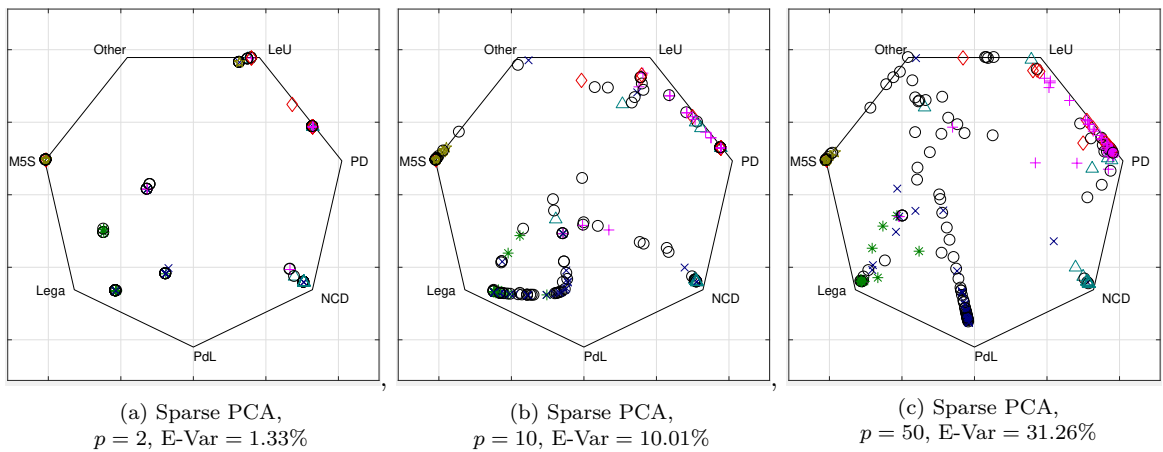 Other
LeU
M5S
PD
Lega
NCD
PdL
,
Other
LeU
M5S
PD
Lega
NCD
PdL
,
Other
LeU
M5S
PD
Lega
NCD
PdL
(a) Sparse PCA,
p = 2, E-Var = 1.33%
(b) Sparse PCA,
p = 10, E-Var = 10.01%
(c) Sparse PCA,
p = 50, E-Var = 31.26%